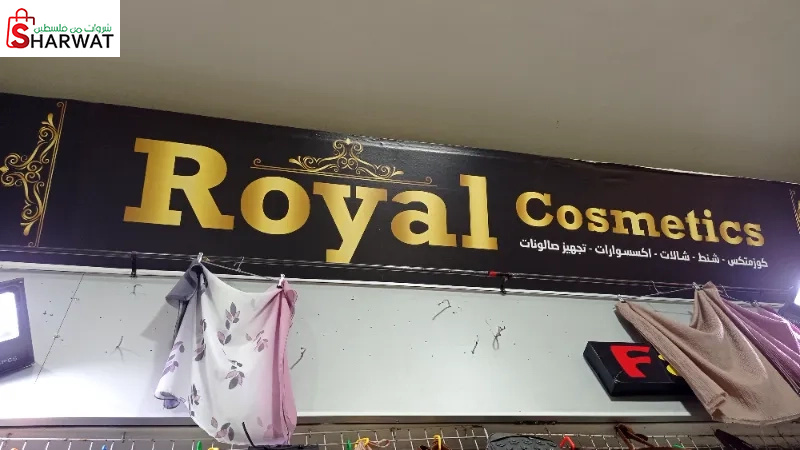 شروات من فلسطين
SHARWAT
Royal Cosmetics
كوزمتكس - شنط - شالات - اكسسوارات - تجهيز صالونات
F